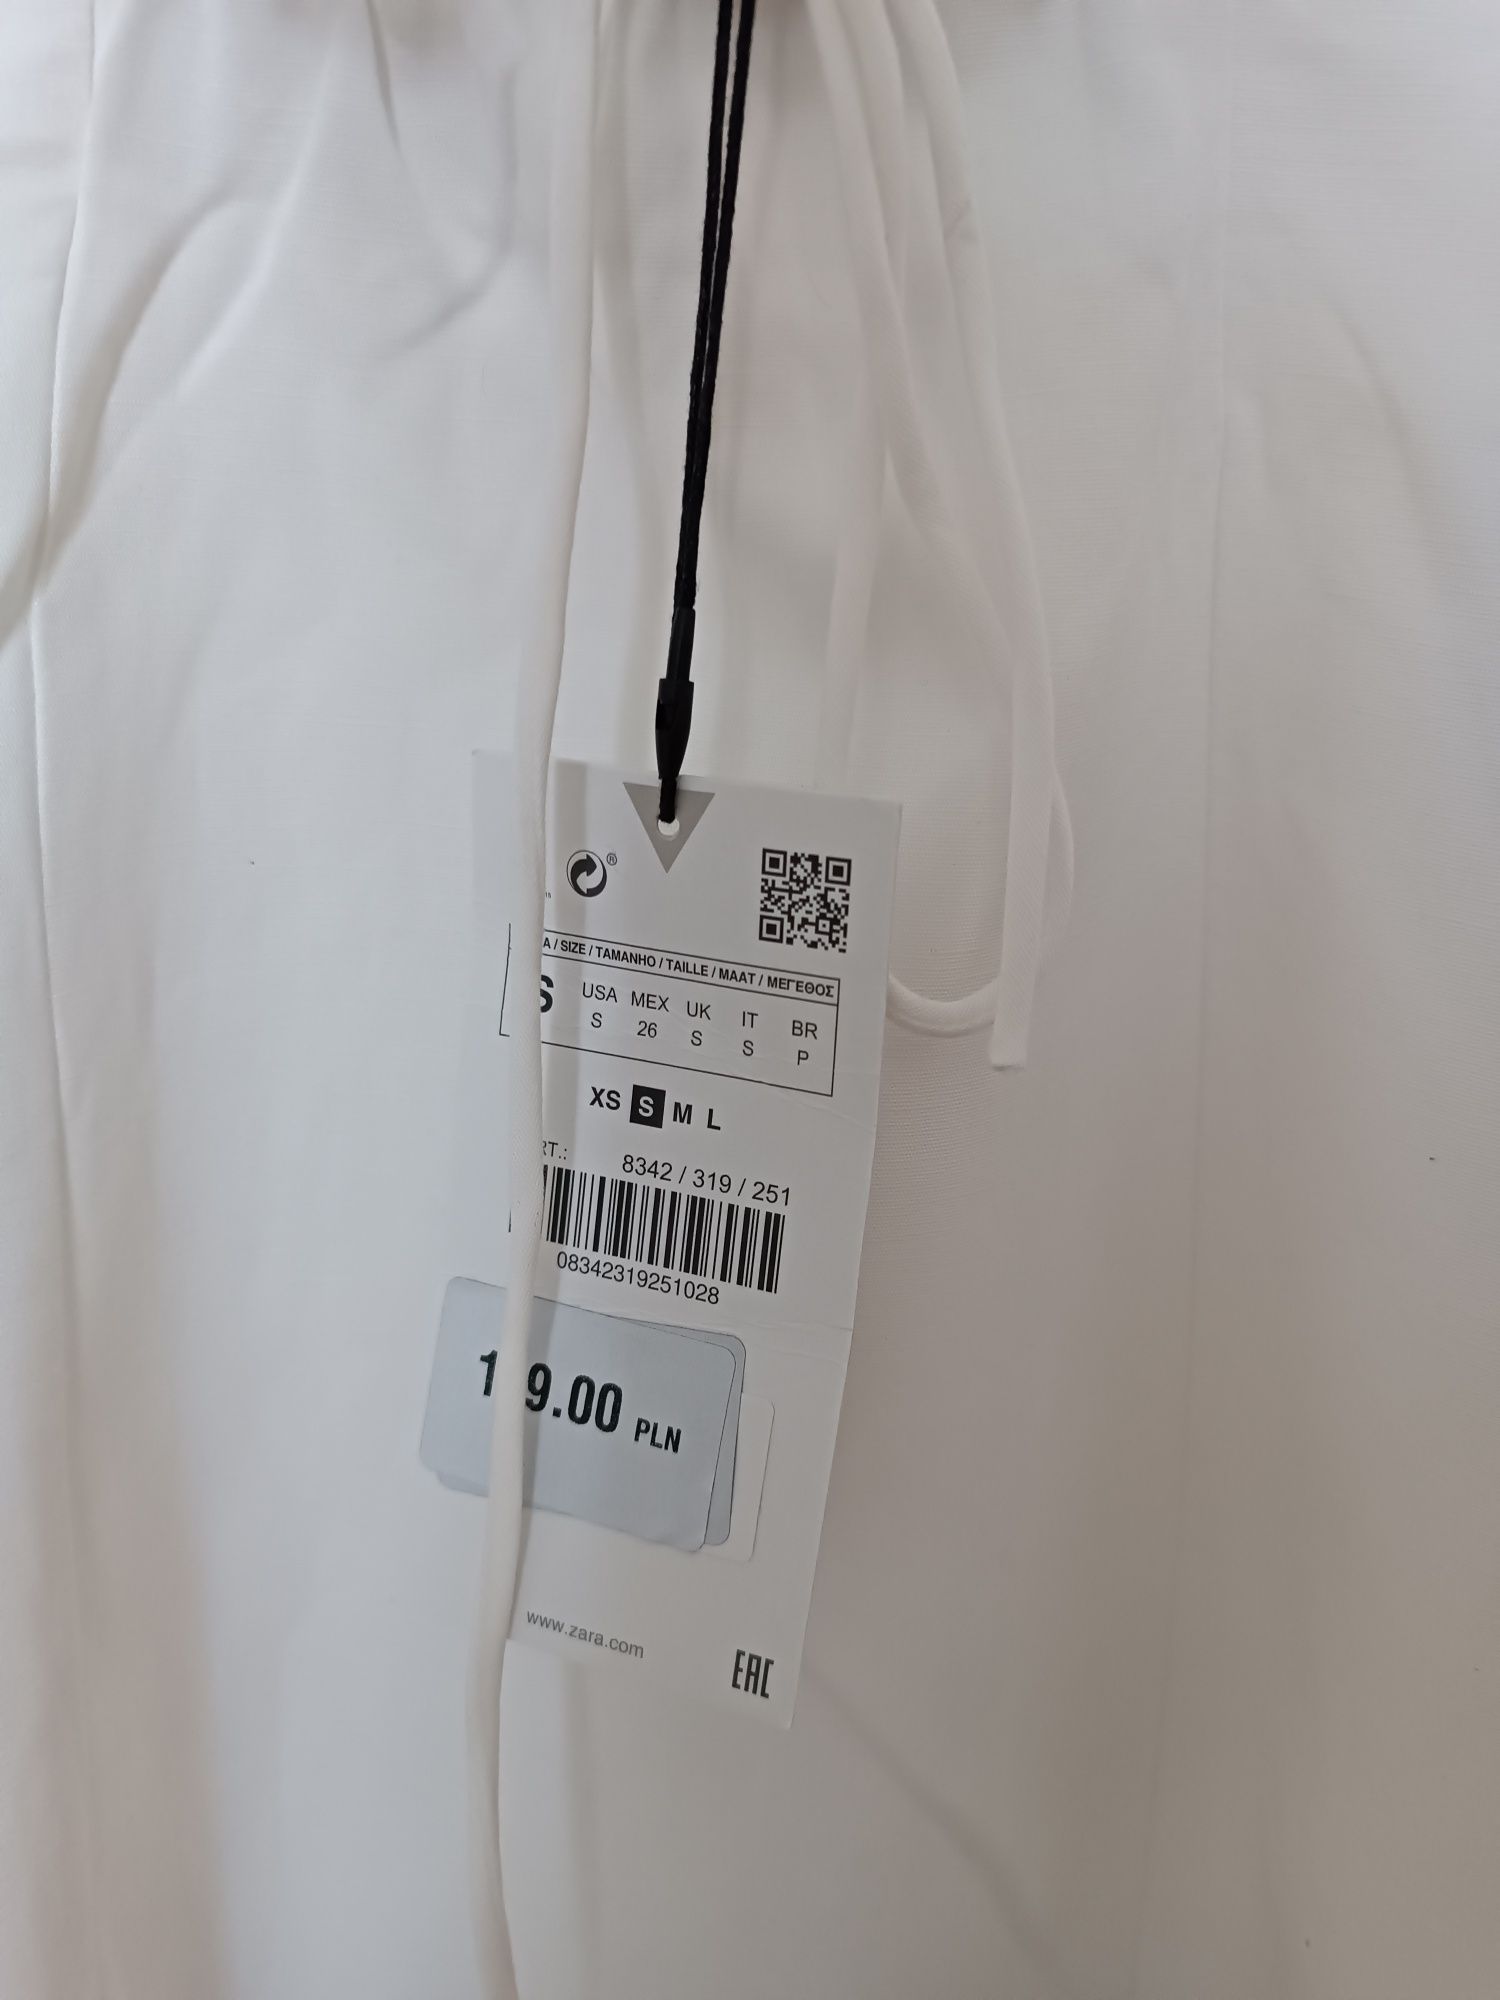 ®
A / SIZE / TAMANHO / TAILLE / MAAT / ΜΕΓΕΘΟΣ
S USA MEX UK IT BR
S 26 S S P
XS S M L
RT.: 8342 / 319 / 251
08342319251028
9.00 PLN
www.zara.com
EAC